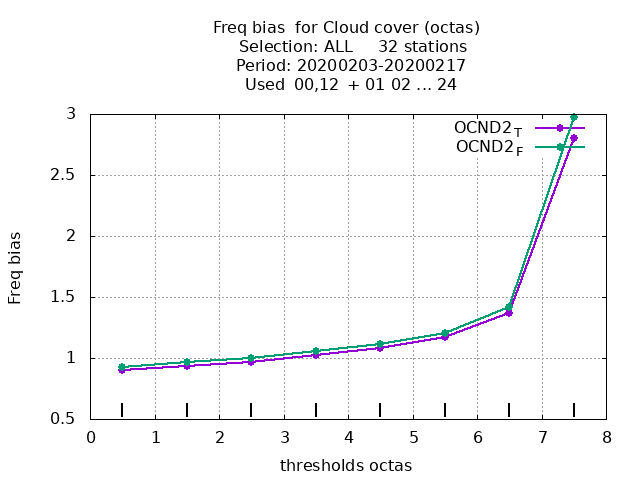 Freq bias  for Cloud cover (octas)
Selection: ALL     32 stations
Period: 20200203-20200217
Used  00,12  + 01 02 ... 24
OCND2_T
OCND2_F
3
2.5
2
1.5
1
0.5
Freq bias
0 1 2 3 4 5 6 7 8
thresholds octas